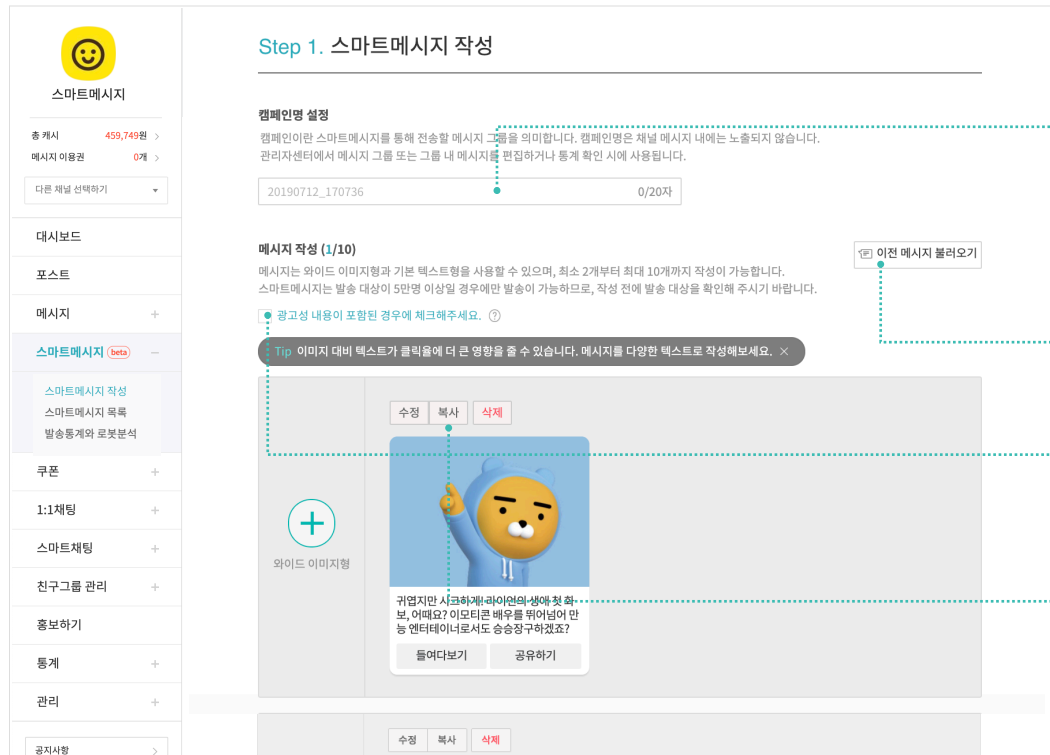 스마트메시지
총 캐시 459,749원 >
메시지 이용권 0개 >
다른 채널 선택하기
대시보드
포스트
메시지 +
스마트메시지 beta −
스마트메시지 작성
스마트메시지 목록
발송통계와 로봇분석
쿠폰 +
1:1채팅 +
스마트채팅 +
친구그룹 관리 +
홍보하기
통계 +
관리 +
공지사항 >
Step 1. 스마트메시지 작성
캠페인명 설정
캠페인이란 스마트메시지를 통해 전송할 메시지 그룹을 의미합니다. 캠페인명은 채널 메시지 내에는 노출되지 않습니다.
관리자센터에서 메시지 그룹 또는 그룹 내 메시지를 편집하거나 통계 확인 시에 사용됩니다.
20190712_170736 0/20자
메시지 작성 (1/10)
이전 메시지 불러오기
메시지는 와이드 이미지형과 기본 텍스트형을 사용할 수 있으며, 최소 2개부터 최대 10개까지 작성이 가능합니다.
스마트메시지는 발송 대상이 5만명 이상일 경우에만 발송이 가능하므로, 작성 전에 발송 대상을 확인해 주시기 바랍니다.
광고성 내용이 포함된 경우에 체크해주세요. ?
Tip 이미지 대비 텍스트가 클릭율에 더 큰 영향을 줄 수 있습니다. 메시지를 다양한 텍스트로 작성해보세요. ×
와이드 이미지형
수정 복사 삭제
귀엽지만 시크하게! 라이언의 생애 첫 화
보, 어때요? 이모티콘 배우를 뛰어넘어 만
능 엔터테이너로서도 승승장구하겠죠?
들여다보기 공유하기
수정 복사 삭제